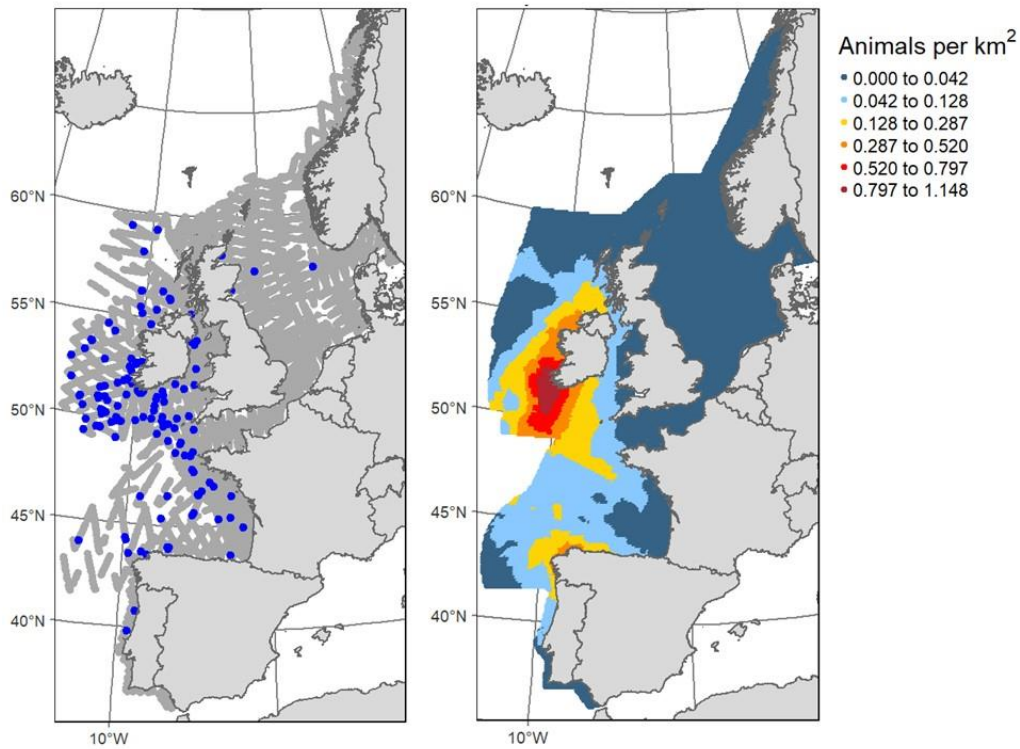 60°N
55°N
50°N
45°N
40°N
10°W
60°N
55°N
50°N
45°N
40°N
10°W
Animals per km²
0.000 to 0.042
0.042 to 0.128
0.128 to 0.287
0.287 to 0.520
0.520 to 0.797
0.797 to 1.148